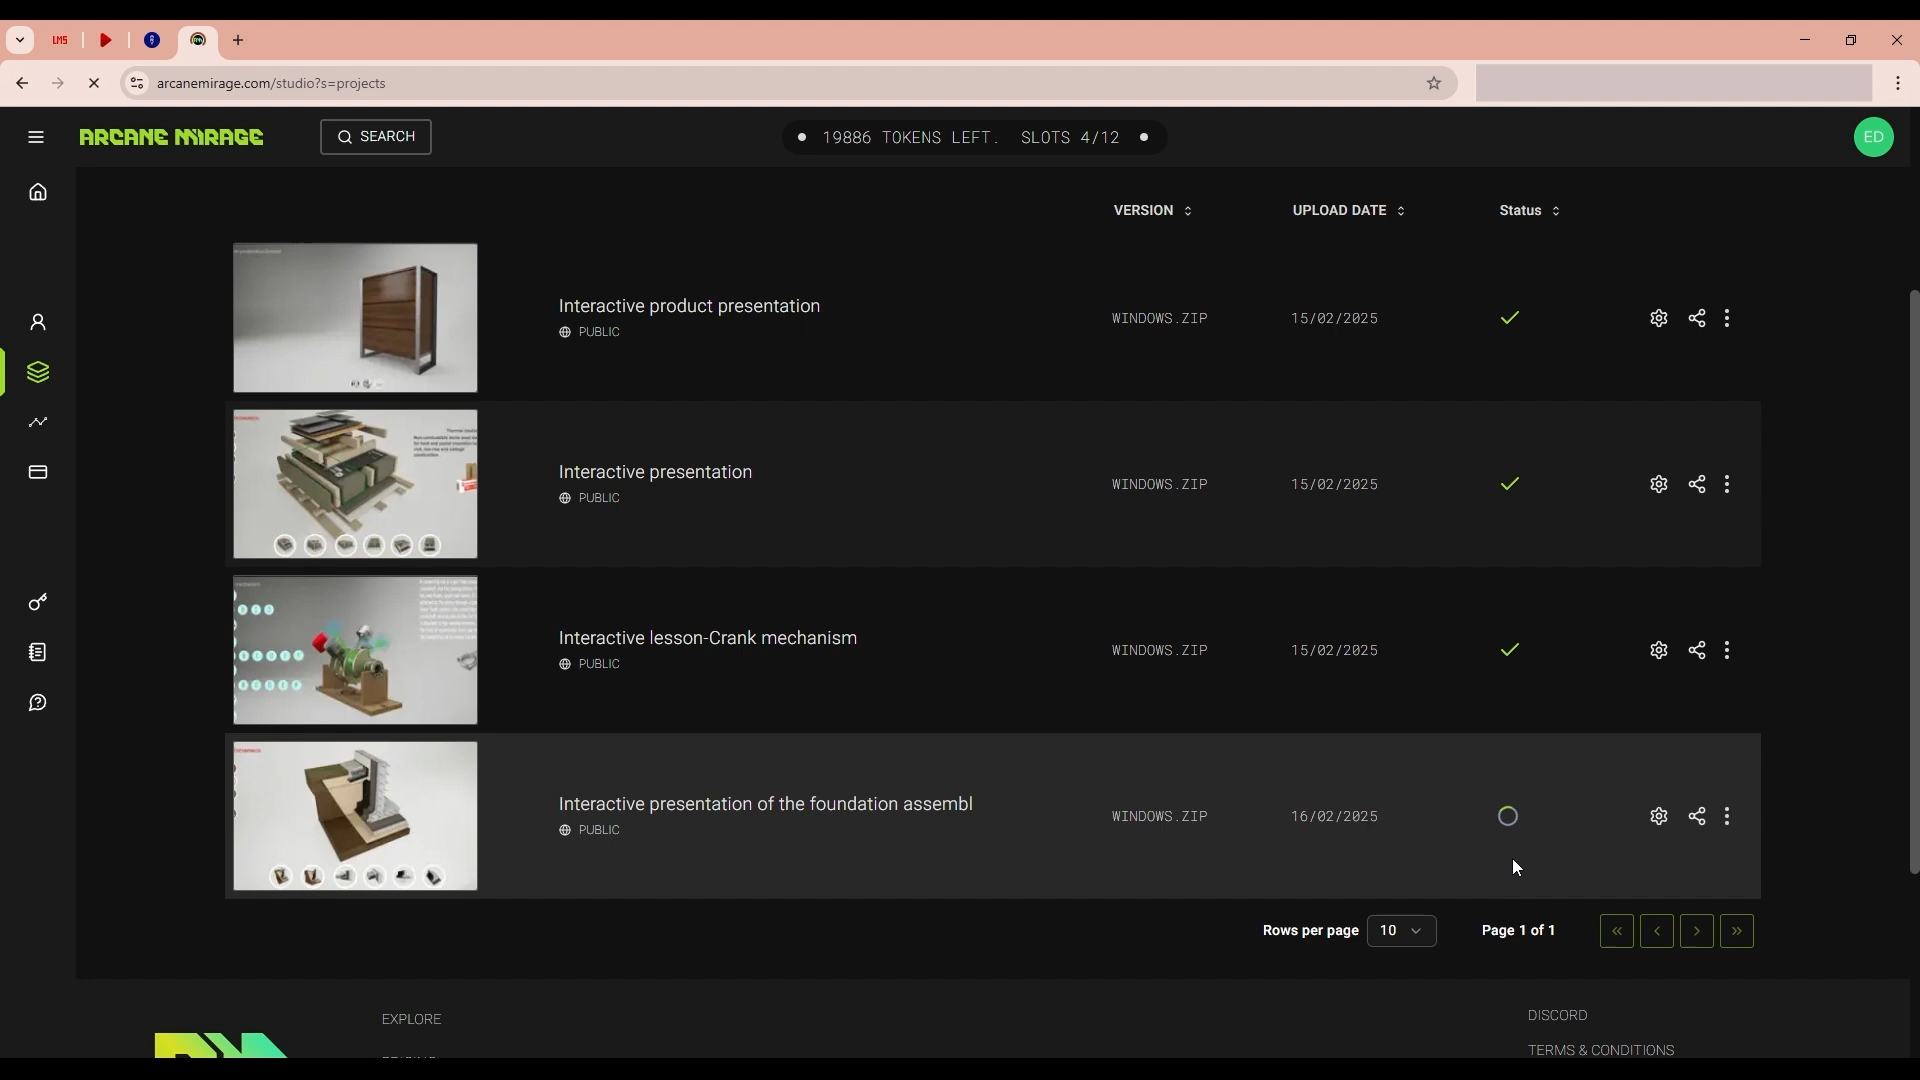 LMS
arcanemirage.com/studio?s=projects
ARCANE MIRAGE
SEARCH
19886 TOKENS LEFT. SLOTS 4/12
ED
VERSION
UPLOAD DATE
Status
Interactive product presentation
PUBLIC
WINDOWS.ZIP
15/02/2025
Interactive presentation
PUBLIC
WINDOWS.ZIP
15/02/2025
Interactive lesson-Crank mechanism
PUBLIC
WINDOWS.ZIP
15/02/2025
Interactive presentation of the foundation assembl
PUBLIC
WINDOWS.ZIP
16/02/2025
Rows per page
10
Page 1 of 1
EXPLORE
DISCORD
TERMS & CONDITIONS